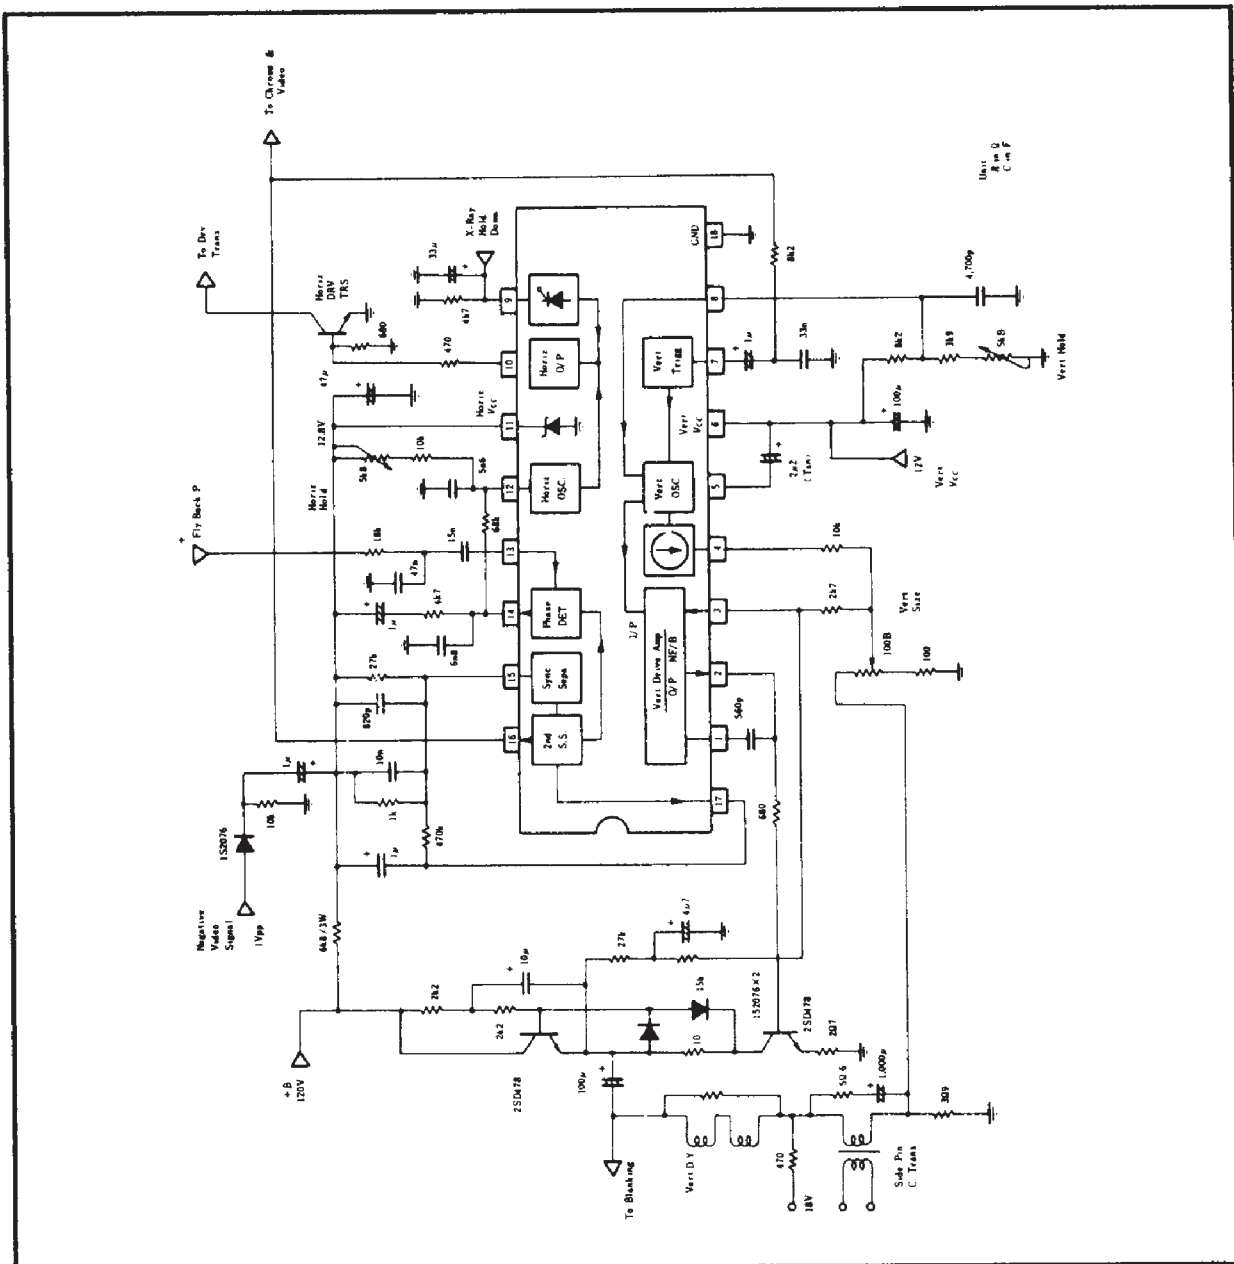 To Chroma &
Video
To Drv
Trans
+ Fly Back P
Negative
Video
Signal
1Vpp
+B
120V
1S2076
10k
1μ
+
6k8/3W
1μ
+
1k
10n
470k
820p
27k
1μ
+
6k7
6n8
47n
18k
15n
68k
Horiz
Hold
5kB
12.8V
10k
5n6
47μ
Horiz
Vcc
Horiz
DRV
TRS
680
470
4k7
33μ
+
X-Ray
Hold
Down
16
15
14
13
12
11
10
9
2nd
S.S.
Sync
Sepa
Phase
DET
Horiz
OSC
Horiz
O/P
Vert Drive Amp
O/P NF/B
I/P
Vert
OSC
Vert
Trigg
Vert
Vcc
GND
17
1
2
3
4
5
6
7
8
18
560p
680
2k7
10k
Vert
Size
100B
100
2μ2
(Tan)
12V
Vert
Vcc
100μ
+
1μ
+
33n
8k2
8k2
3k9
5kB
Vert Hold
4,700p
Unit
R in Ω
C in F
2k2
2k2
10μ
+
27k
4μ7
+
15k
1S2076×2
10
2SD478
2SD478
2Ω7
100μ
+
To Blanking
Vert D.Y
470
18V
5Ω6
1,000μ
+
Side Pin
C. Trans
3Ω9